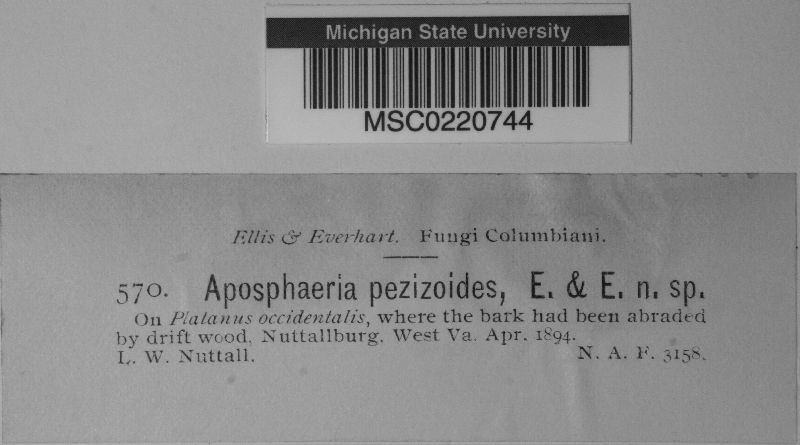 Michigan State University
MSC0220744
Ellis & Everhart. Fungi Columbiani.
570. Aposphaeria pezizoides, E. & E. n. sp.
On Platanus occidentalis, where the bark had been abraded
by drift wood. Nuttallburg, West Va. Apr. 1894.
L. W. Nuttall. N. A. F. 3158.